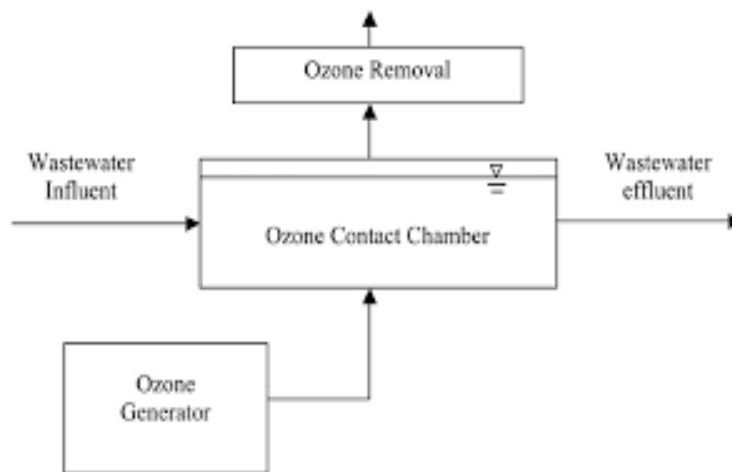 Ozone Removal
Wastewater
Influent
Wastewater
effluent
Ozone Contact Chamber
Ozone
Generator